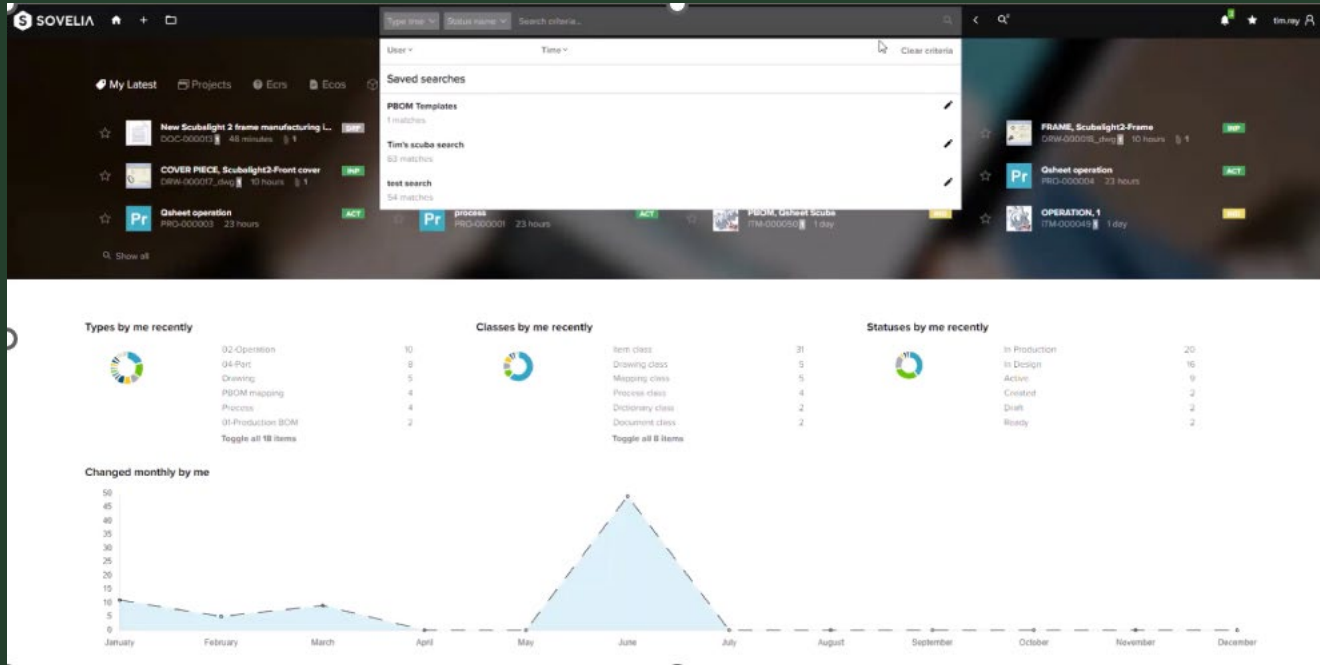 SOVELIA
Type tree Status name Search criteria...
3
tim.ray
User Time Clear criteria
Saved searches
PBOM Templates
1 matches
Tim's scuba search
63 matches
test search
54 matches
My Latest Projects Ecrs Ecos
New Scubalight 2 frame manufacturing i... DRF
DOC-000013 48 minutes 1
FRAME, Scubalight2-Frame INP
DRW-000016_dwg 10 hours 1
COVER PIECE, Scubalight2-Front cover INP
DRW-000017_dwg 10 hours 1
Pr Qsheet operation ACT
PRO-000004 23 hours
Pr Qsheet operation ACT
PRO-000003 23 hours
Pr process ACT
PRO-000001 23 hours
PBOM, Qsheet Scuba IND
ITM-000050 1 day
OPERATION, 1 IND
ITM-000049 1 day
Show all
Types by me recently
02-Operation 10
04-Part 8
Drawing 5
PBOM mapping 4
Process 4
01-Production BOM 2
Toggle all 18 items
Classes by me recently
Item class 31
Drawing class 5
Mapping class 5
Process class 4
Dictionary class 2
Document class 2
Toggle all 8 items
Statuses by me recently
In Production 20
In Design 16
Active 9
Created 2
Draft 2
Ready 2
Changed monthly by me
50
45
40
35
30
25
20
15
10
5
0
January February March April May June July August September October November December